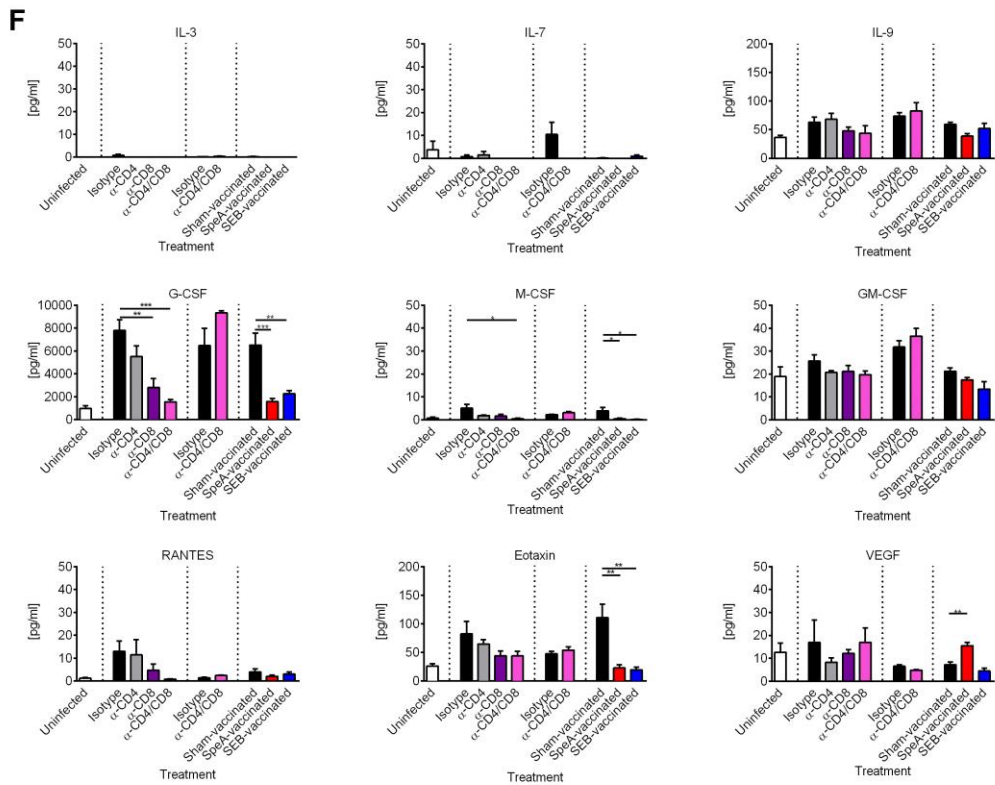 F
IL-3
[pg/ml]
50
40
30
20
10
0
Uninfected
Isotype
α-CD4
α-CD8
α-CD4/CD8
Isotype
α-CD4/CD8
Sham-vaccinated
SpeA-vaccinated
SEB-vaccinated
Treatment
IL-7
[pg/ml]
50
40
30
20
10
0
Uninfected
Isotype
α-CD4
α-CD8
α-CD4/CD8
Isotype
α-CD4/CD8
Sham-vaccinated
SpeA-vaccinated
SEB-vaccinated
Treatment
IL-9
[pg/ml]
200
150
100
50
0
Uninfected
Isotype
α-CD4
α-CD8
α-CD4/CD8
Isotype
α-CD4/CD8
Sham-vaccinated
SpeA-vaccinated
SEB-vaccinated
Treatment
G-CSF
[pg/ml]
10000
8000
6000
4000
2000
0
***
**
**
***
Uninfected
Isotype
α-CD4
α-CD8
α-CD4/CD8
Isotype
α-CD4/CD8
Sham-vaccinated
SpeA-vaccinated
SEB-vaccinated
Treatment
M-CSF
[pg/ml]
50
40
30
20
10
0
*
*
*
Uninfected
Isotype
α-CD4
α-CD8
α-CD4/CD8
Isotype
α-CD4/CD8
Sham-vaccinated
SpeA-vaccinated
SEB-vaccinated
Treatment
GM-CSF
[pg/ml]
50
40
30
20
10
0
Uninfected
Isotype
α-CD4
α-CD8
α-CD4/CD8
Isotype
α-CD4/CD8
Sham-vaccinated
SpeA-vaccinated
SEB-vaccinated
Treatment
RANTES
[pg/ml]
50
40
30
20
10
0
Uninfected
Isotype
α-CD4
α-CD8
α-CD4/CD8
Isotype
α-CD4/CD8
Sham-vaccinated
SpeA-vaccinated
SEB-vaccinated
Treatment
Eotaxin
[pg/ml]
200
150
100
50
0
**
**
Uninfected
Isotype
α-CD4
α-CD8
α-CD4/CD8
Isotype
α-CD4/CD8
Sham-vaccinated
SpeA-vaccinated
SEB-vaccinated
Treatment
VEGF
[pg/ml]
50
40
30
20
10
0
**
Uninfected
Isotype
α-CD4
α-CD8
α-CD4/CD8
Isotype
α-CD4/CD8
Sham-vaccinated
SpeA-vaccinated
SEB-vaccinated
Treatment